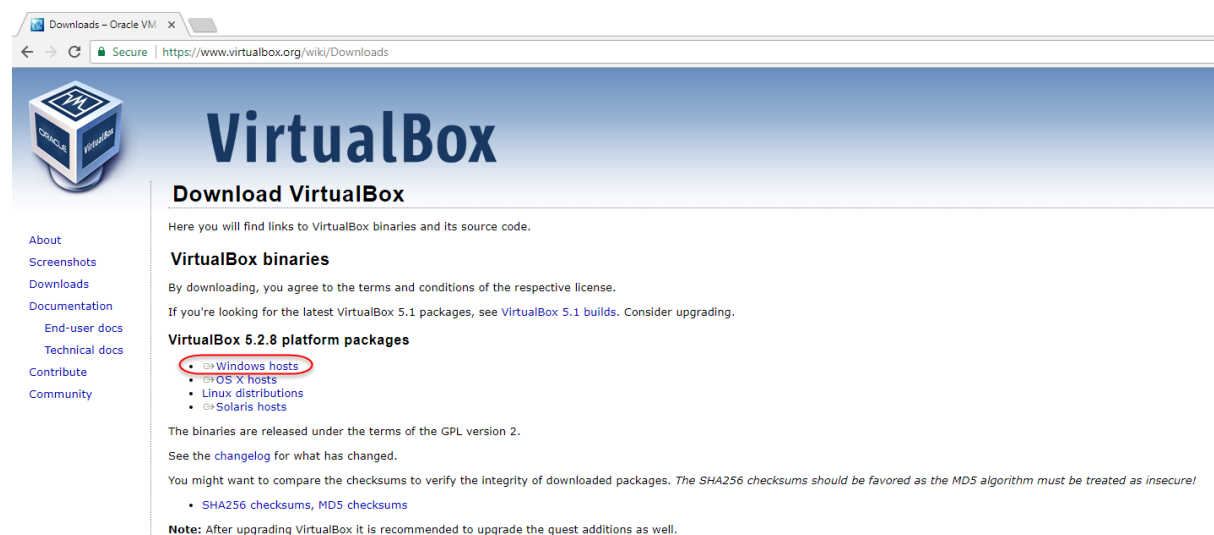 Downloads – Oracle VM
Secure | https://www.virtualbox.org/wiki/Downloads
ORACLE
VM
VirtualBox
VirtualBox
Download VirtualBox
Here you will find links to VirtualBox binaries and its source code.
About
Screenshots
Downloads
Documentation
End-user docs
Technical docs
Contribute
Community
VirtualBox binaries
By downloading, you agree to the terms and conditions of the respective license.
If you're looking for the latest VirtualBox 5.1 packages, see VirtualBox 5.1 builds. Consider upgrading.
VirtualBox 5.2.8 platform packages
• Windows hosts
• OS X hosts
• Linux distributions
• Solaris hosts
The binaries are released under the terms of the GPL version 2.
See the changelog for what has changed.
You might want to compare the checksums to verify the integrity of downloaded packages. The SHA256 checksums should be favored as the MD5 algorithm must be treated as insecure!
• SHA256 checksums, MD5 checksums
Note: After upgrading VirtualBox it is recommended to upgrade the guest additions as well.